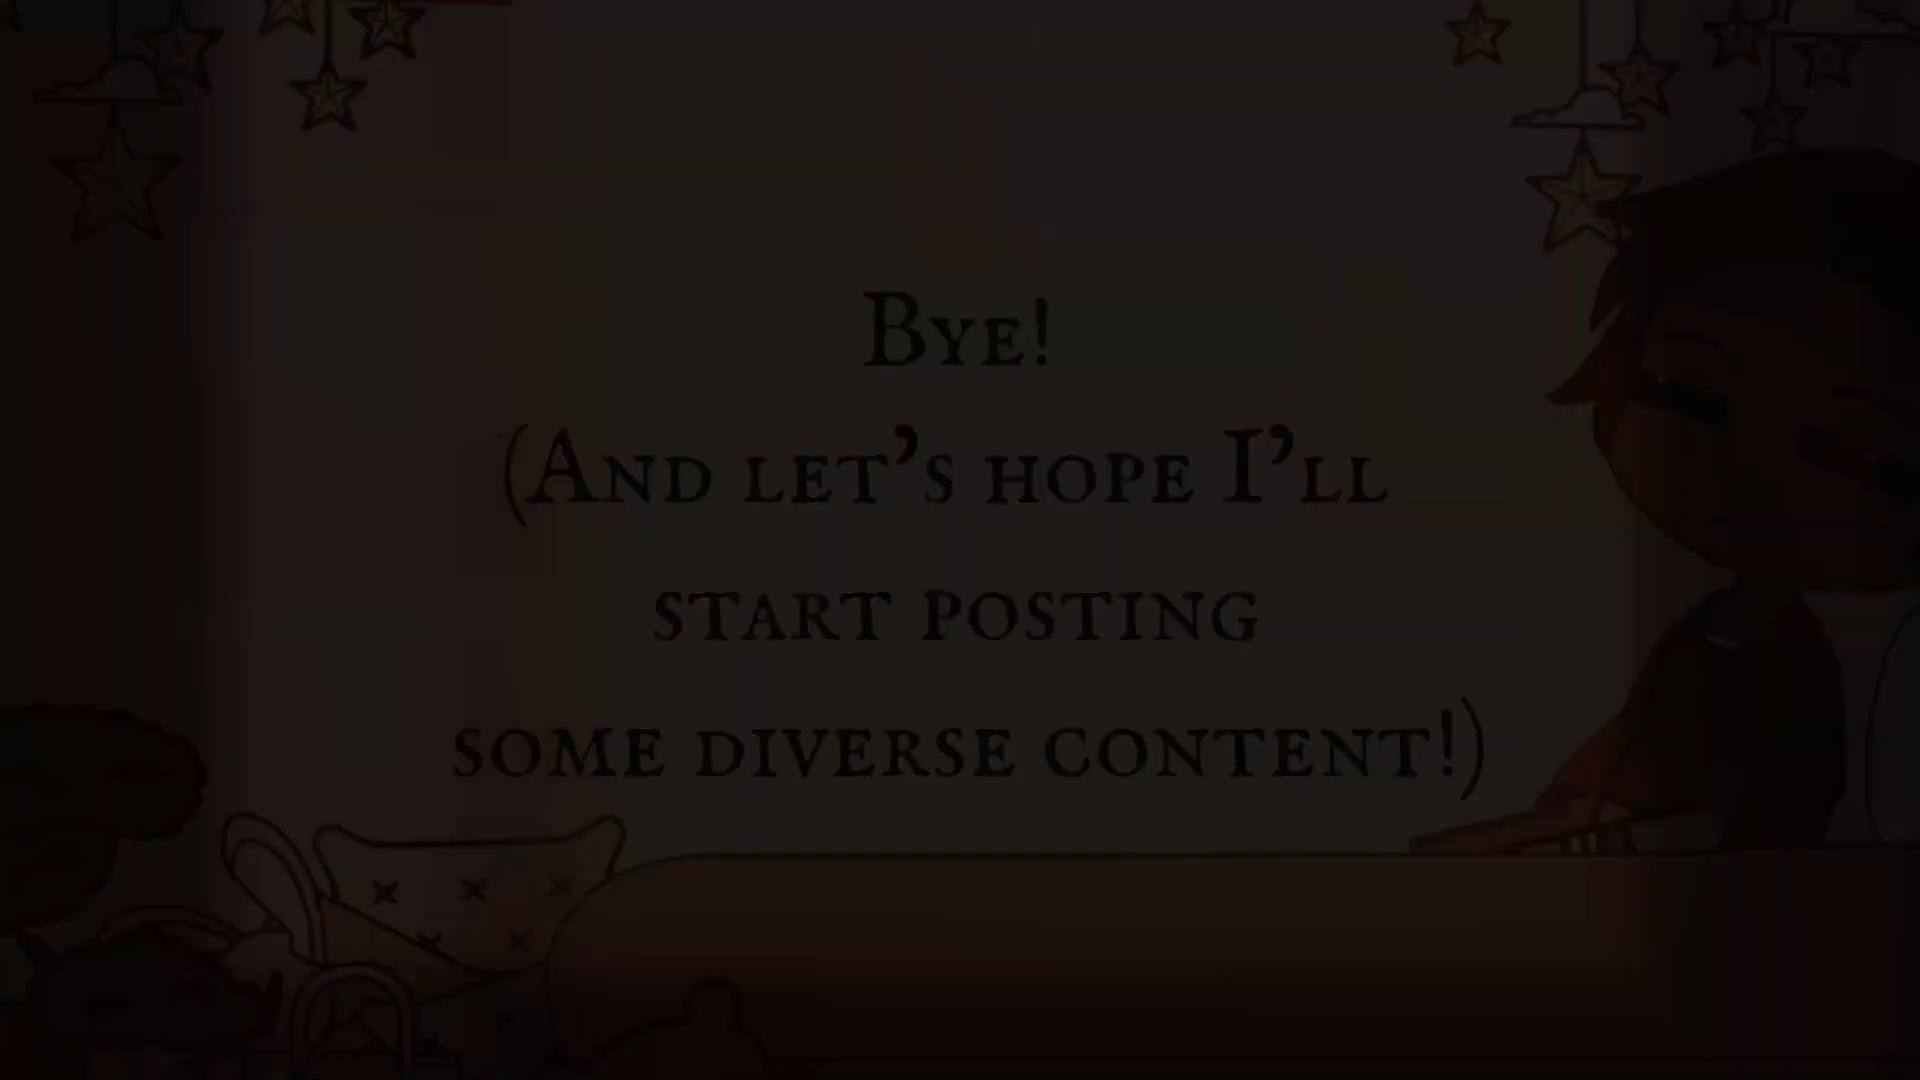 Bye!
(And let's hope I'll
start posting
some diverse content!)